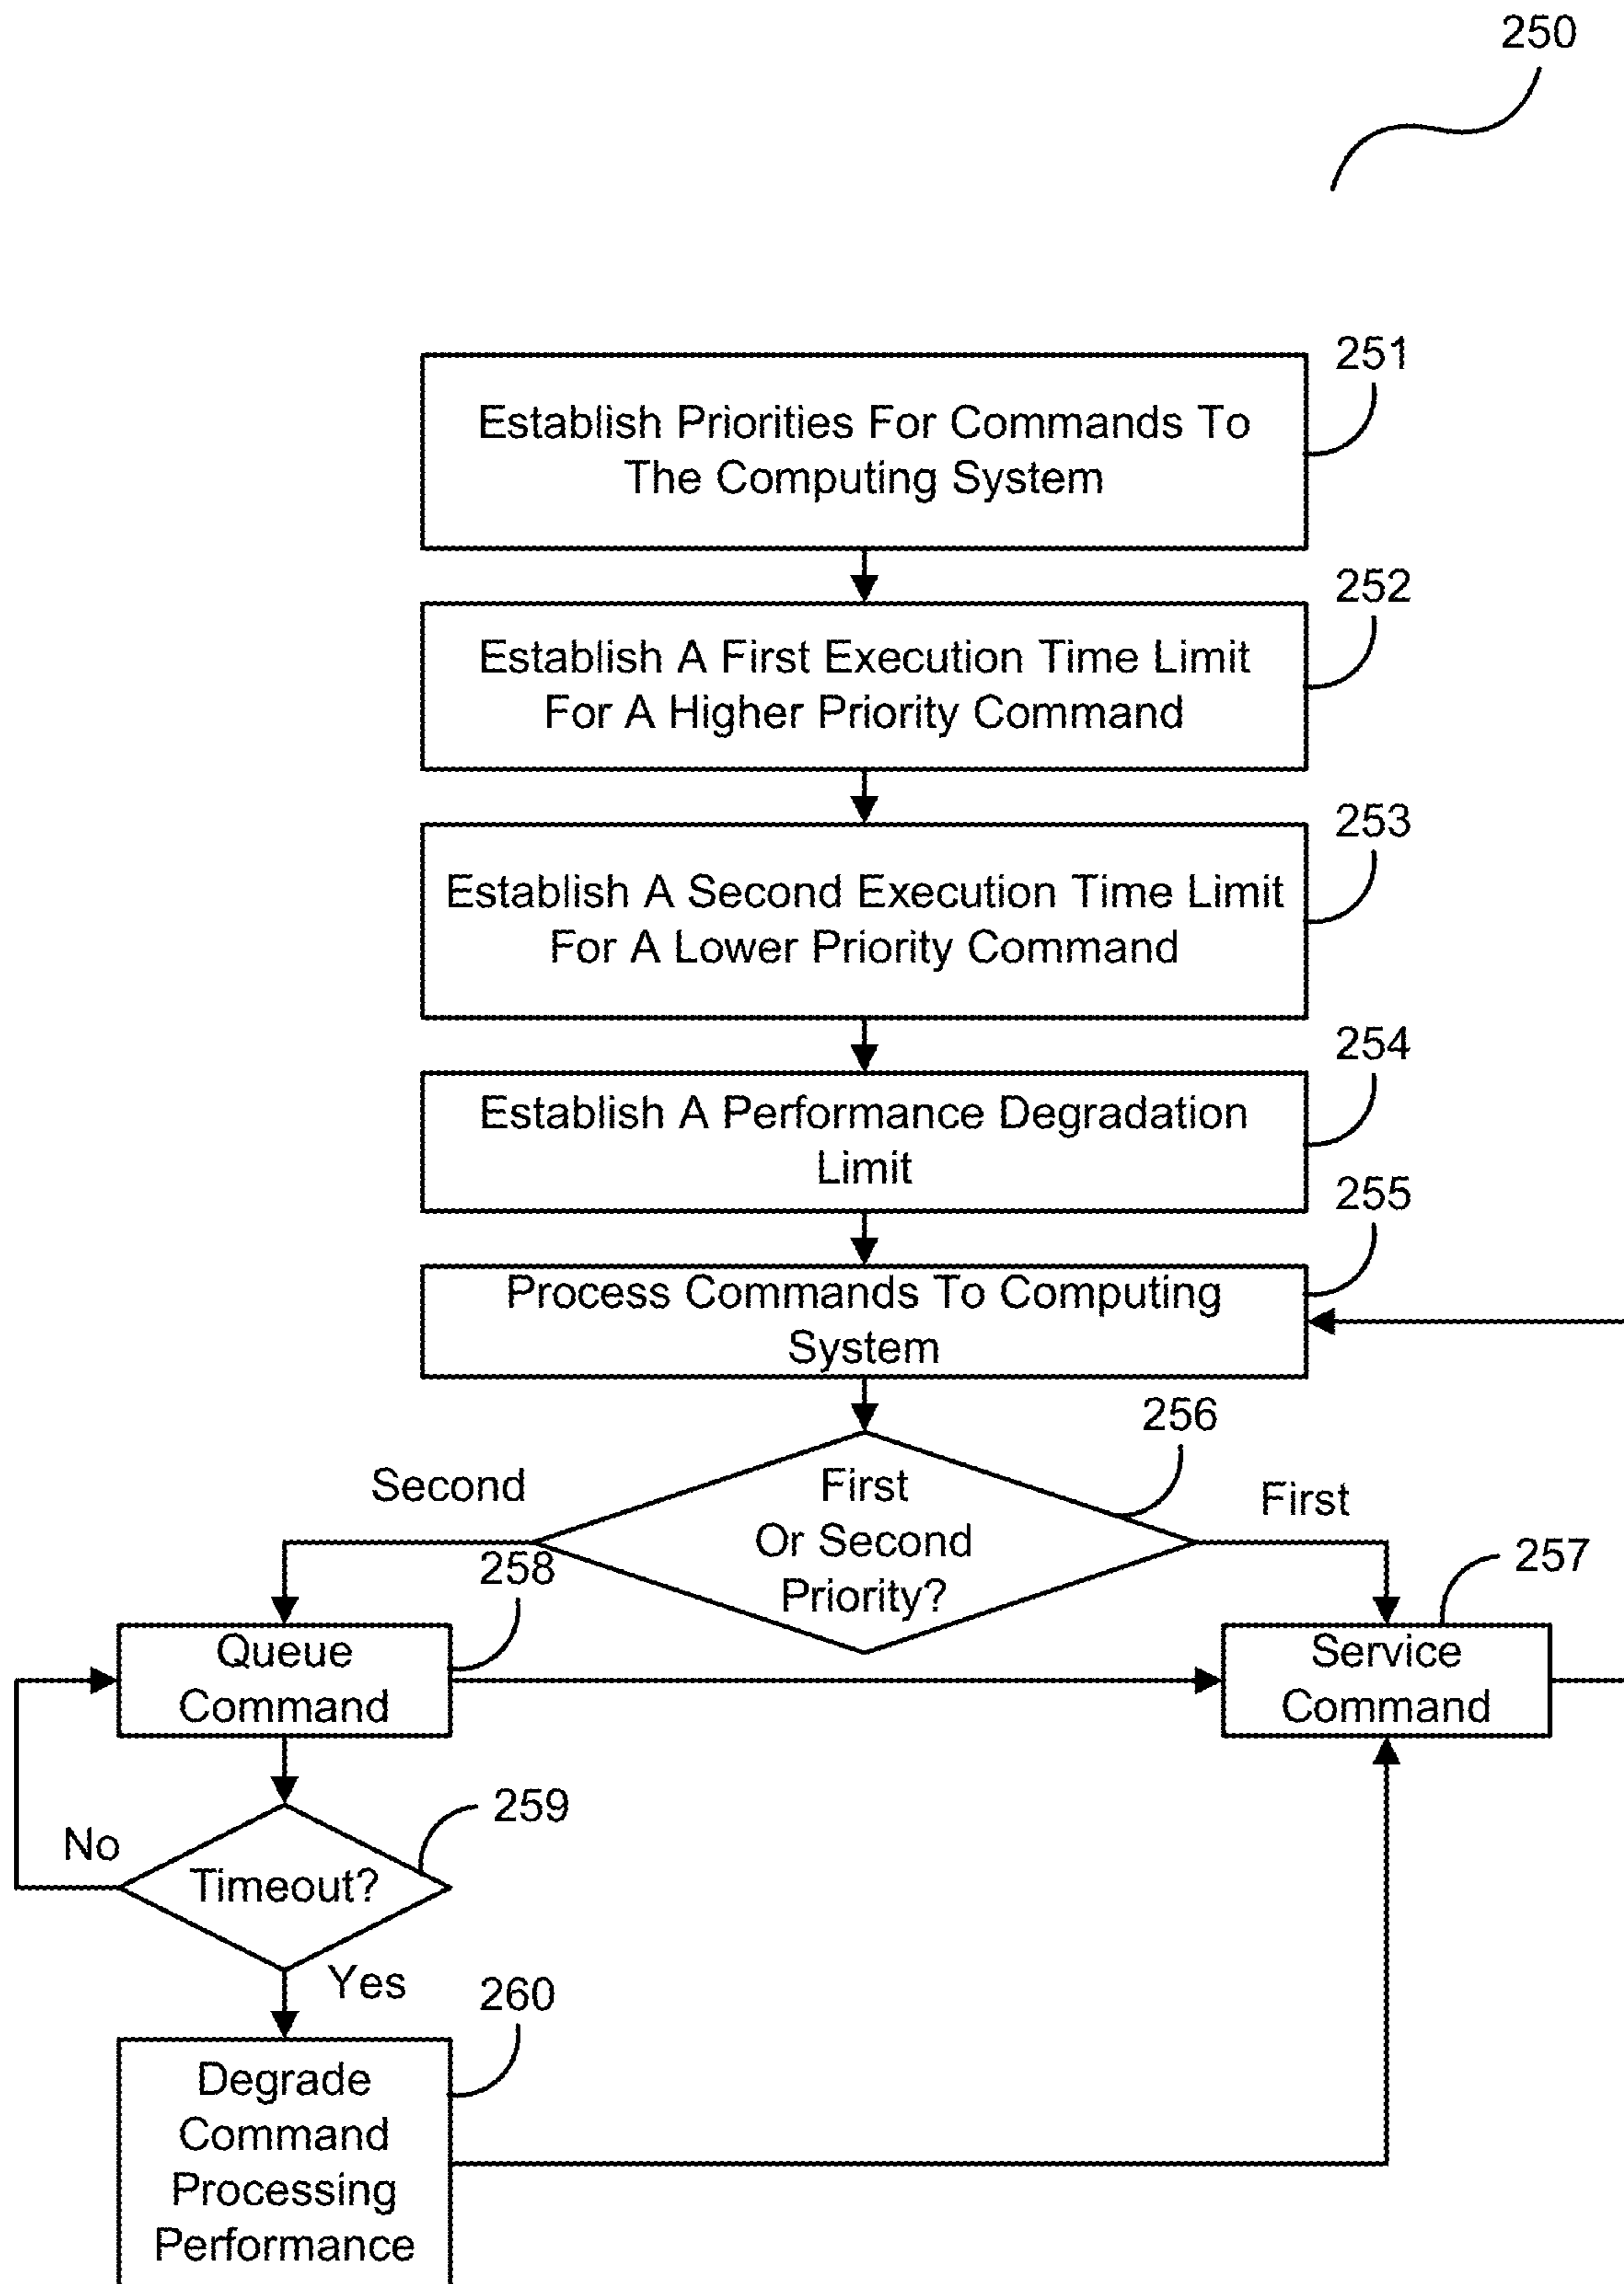 250
251
Establish Priorities For Commands To
The Computing System
252
Establish A First Execution Time Limit
For A Higher Priority Command
253
Establish A Second Execution Time Limit
For A Lower Priority Command
254
Establish A Performance Degradation
Limit
255
Process Commands To Computing
System
256
Second
First
Or Second
Priority?
First
258
257
Queue
Command
Service
Command
259
No
Timeout?
Yes
260
Degrade
Command
Processing
Performance